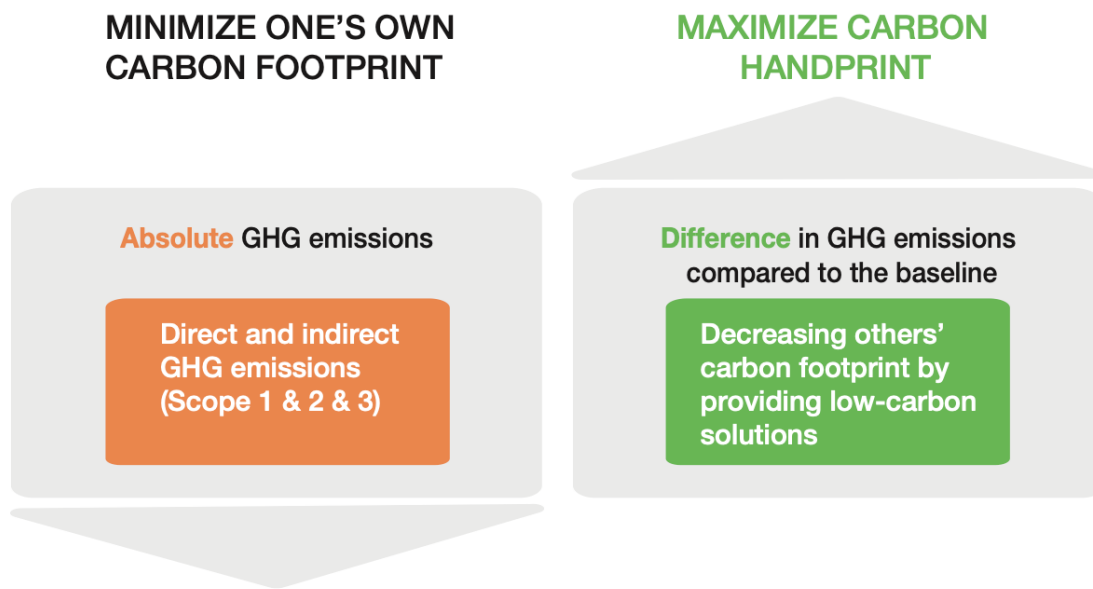 MINIMIZE ONE’S OWN
CARBON FOOTPRINT
Absolute GHG emissions
Direct and indirect
GHG emissions
(Scope 1 & 2 & 3)
MAXIMIZE CARBON
HANDPRINT
Difference in GHG emissions
compared to the baseline
Decreasing others’
carbon footprint by
providing low-carbon
solutions